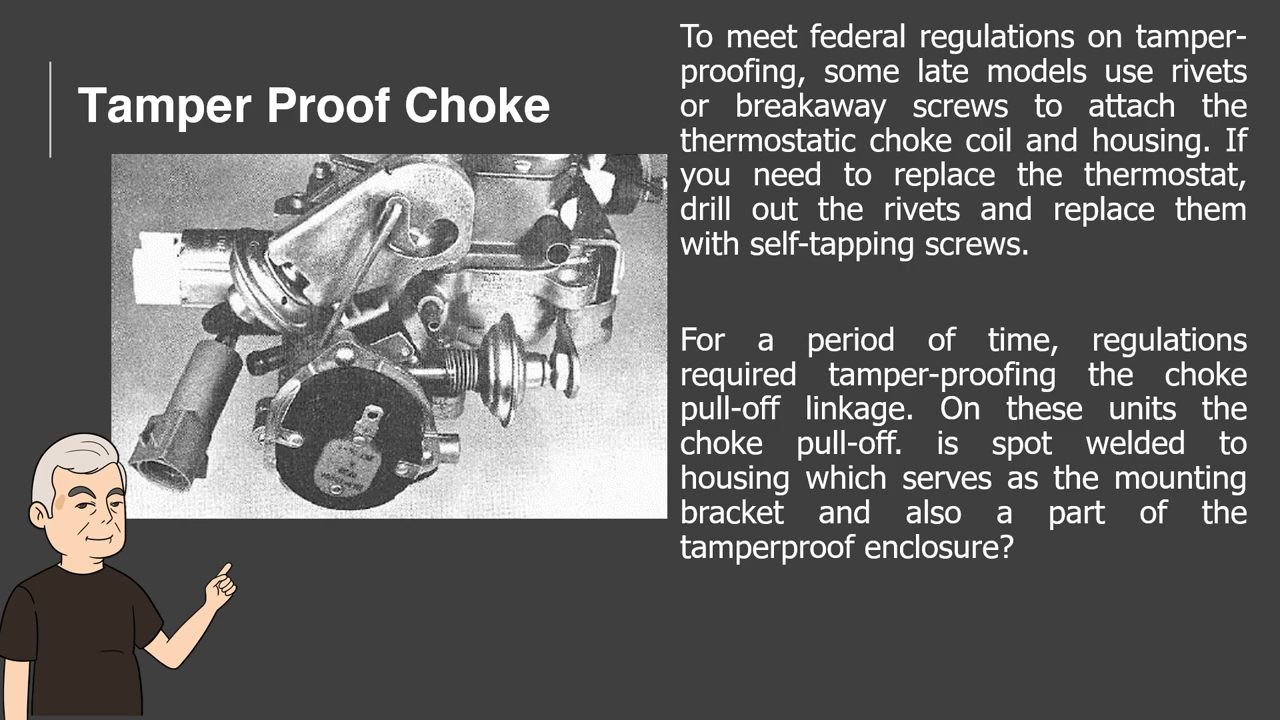 Tamper Proof Choke
To meet federal regulations on tamper-
proofing, some late models use rivets
or breakaway screws to attach the
thermostatic choke coil and housing. If
you need to replace the thermostat,
drill out the rivets and replace them
with self-tapping screws.
For a period of time, regulations
required tamper-proofing the choke
pull-off linkage. On these units the
choke pull-off. is spot welded to
housing which serves as the mounting
bracket and also a part of the
tamperproof enclosure?